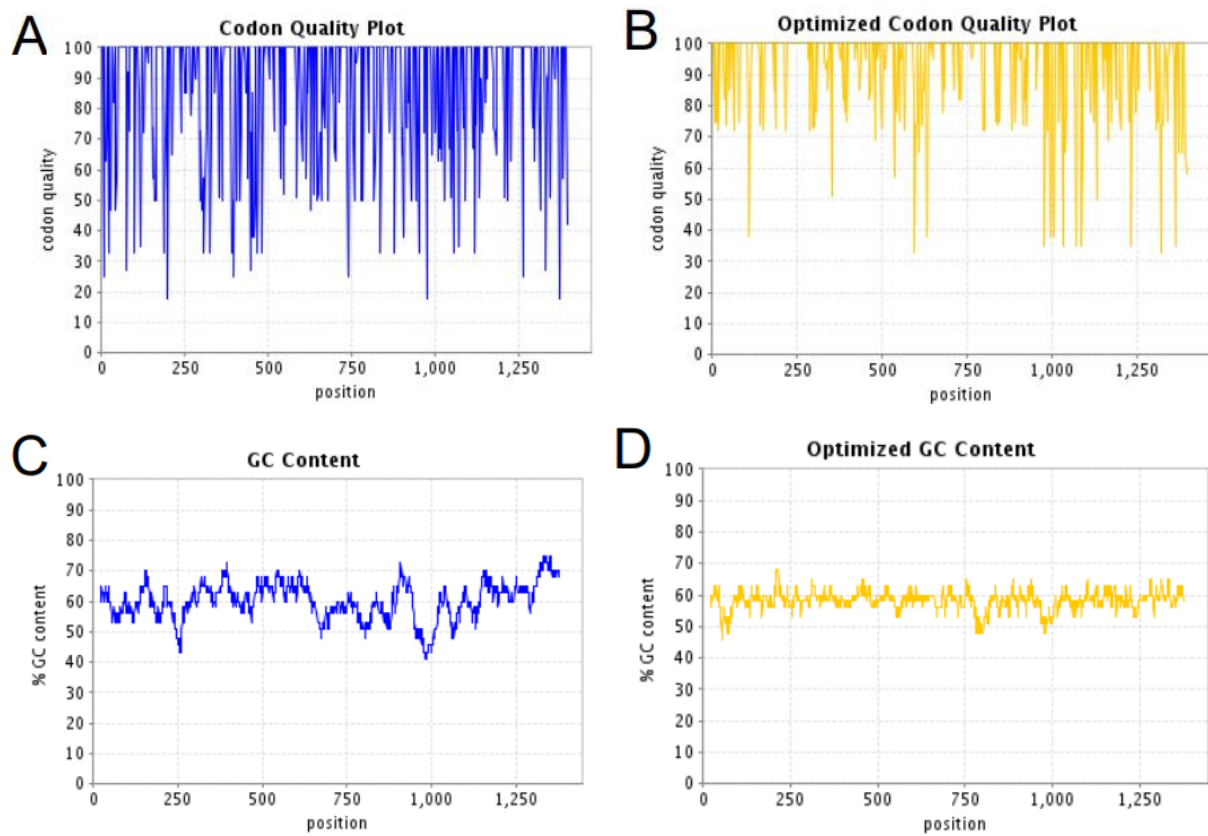 A
Codon Quality Plot
100
90
80
70
60
50
40
30
20
10
0
codon quality
0 250 500 750 1,000 1,250
position
B
Optimized Codon Quality Plot
100
90
80
70
60
50
40
30
20
10
0
codon quality
0 250 500 750 1,000 1,250
position
C
GC Content
100
90
80
70
60
50
40
30
20
10
0
% GC content
0 250 500 750 1,000 1,250
position
D
Optimized GC Content
100
90
80
70
60
50
40
30
20
10
0
% GC content
0 250 500 750 1,000 1,250
position